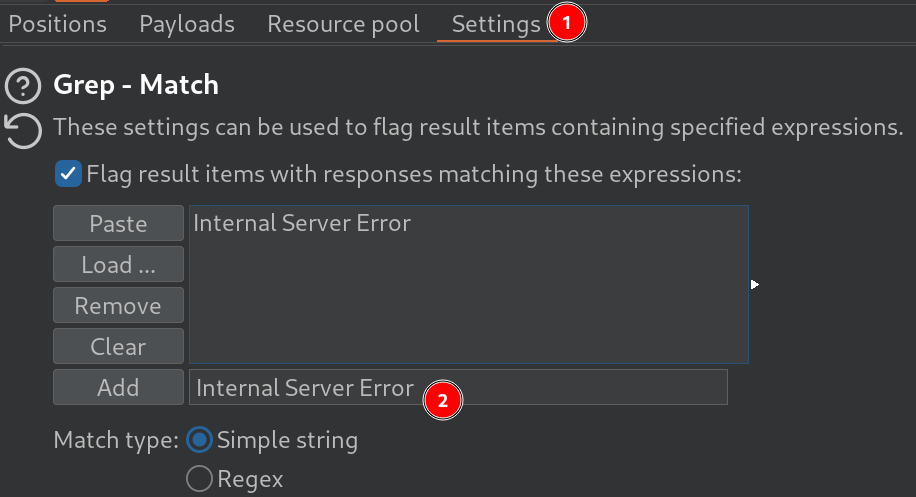 Positions Payloads Resource pool Settings 1
Grep - Match
These settings can be used to flag result items containing specified expressions.
Flag result items with responses matching these expressions:
Paste Internal Server Error
Load ...
Remove
Clear
Add Internal Server Error 2
Match type: Simple string
Regex